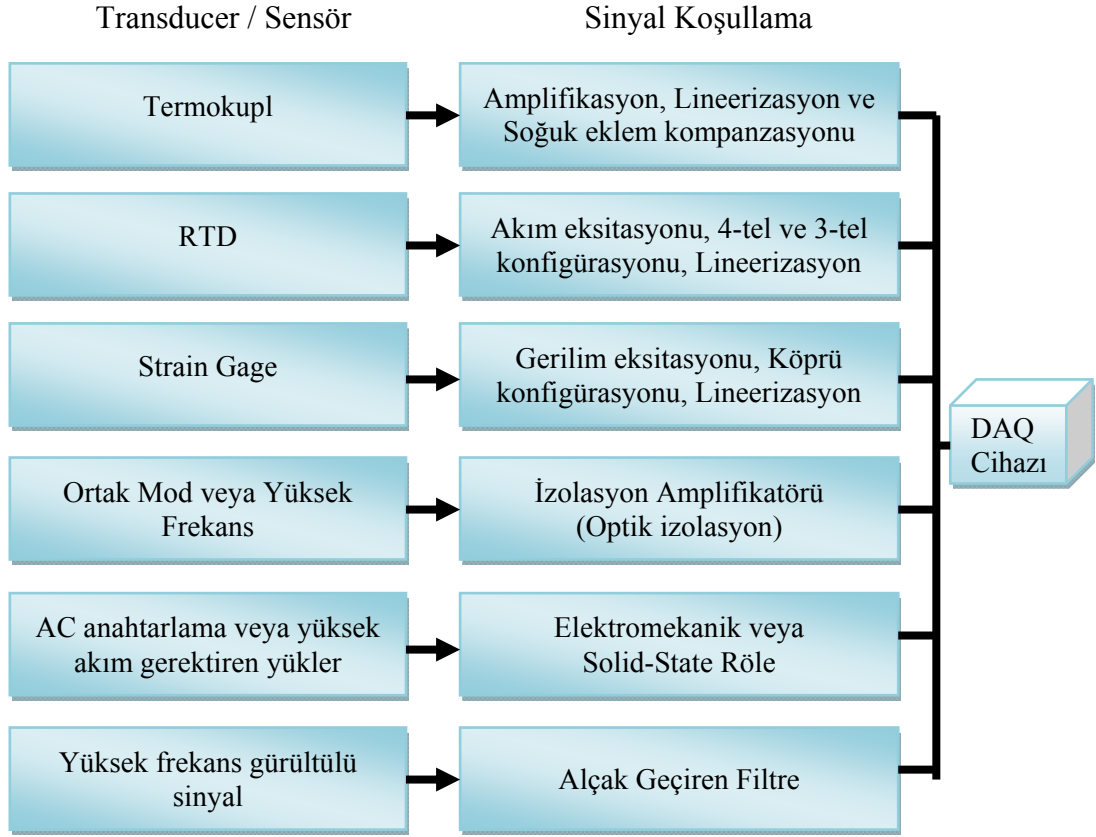 Transducer / Sensör
Sinyal Koşullama
Termokupl
Amplifikasyon, Lineerizasyon ve
Soğuk eklem kompanzasyonu
RTD
Akım eksitasyonu, 4-tel ve 3-tel
konfigürasyonu, Lineerizasyon
Strain Gage
Gerilim eksitasyonu, Köprü
konfigürasyonu, Lineerizasyon
DAQ
Cihazı
Ortak Mod veya Yüksek
Frekans
İzolasyon Amplifikatörü
(Optik izolasyon)
AC anahtarlama veya yüksek
akım gerektiren yükler
Elektromekanik veya
Solid-State Röle
Yüksek frekans gürültülü
sinyal
Alçak Geçiren Filtre